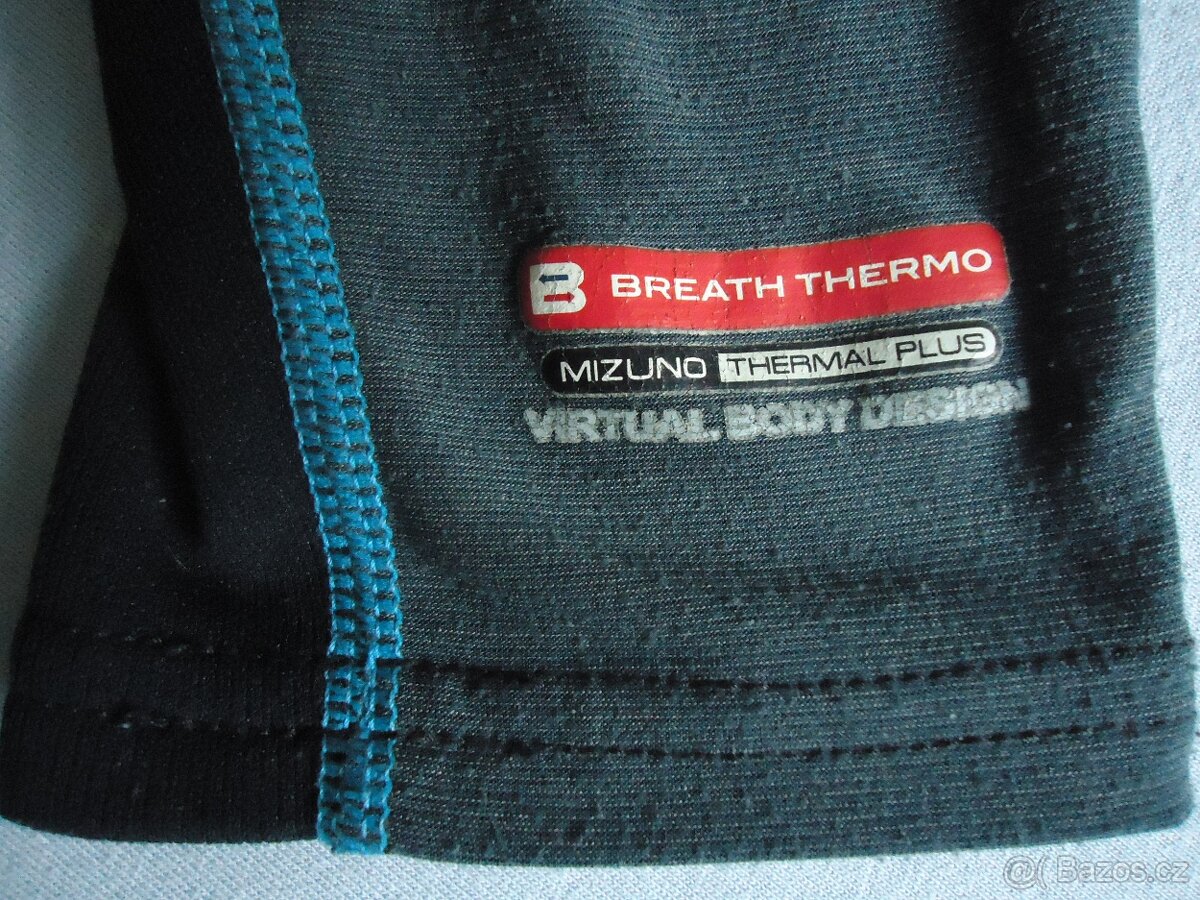 B BREATH THERMO
MIZUNO THERMAL PLUS
VIRTUAL BODY DESIGN
@( Bazos.cz